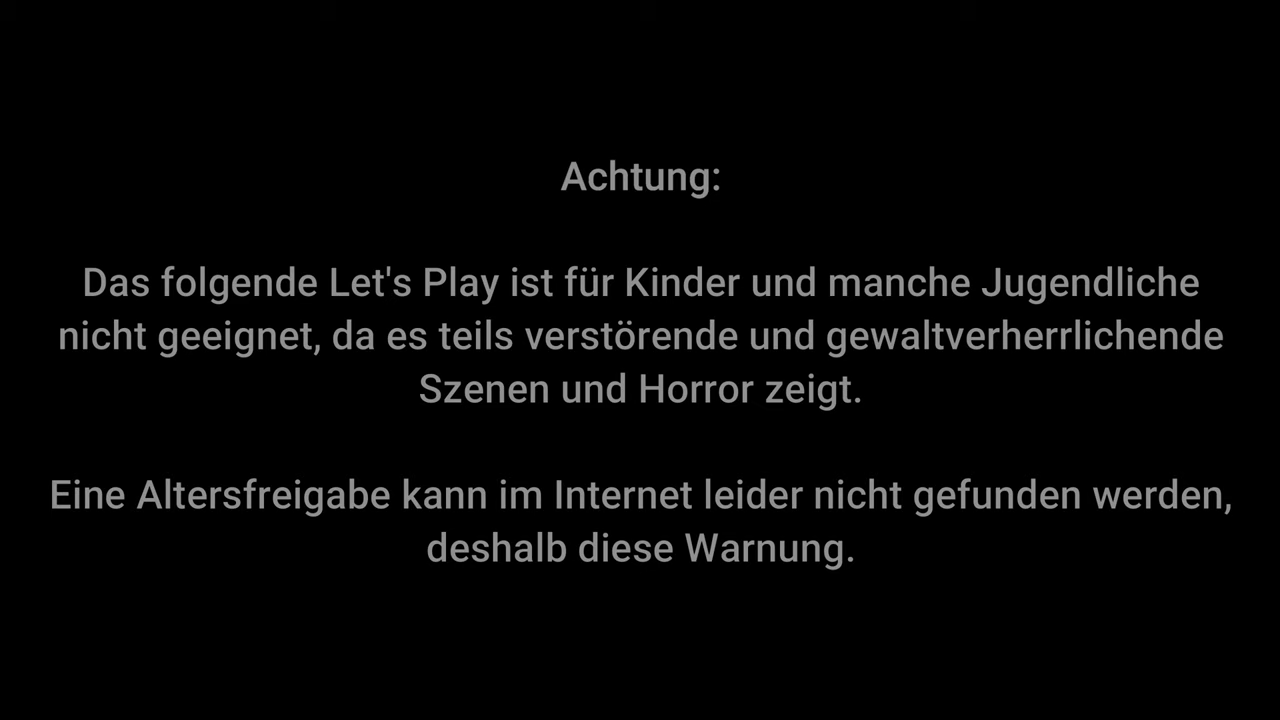 Achtung:
Das folgende Let's Play ist für Kinder und manche Jugendliche
nicht geeignet, da es teils verstörende und gewaltverherrlichende
Szenen und Horror zeigt.
Eine Altersfreigabe kann im Internet leider nicht gefunden werden,
deshalb diese Warnung.